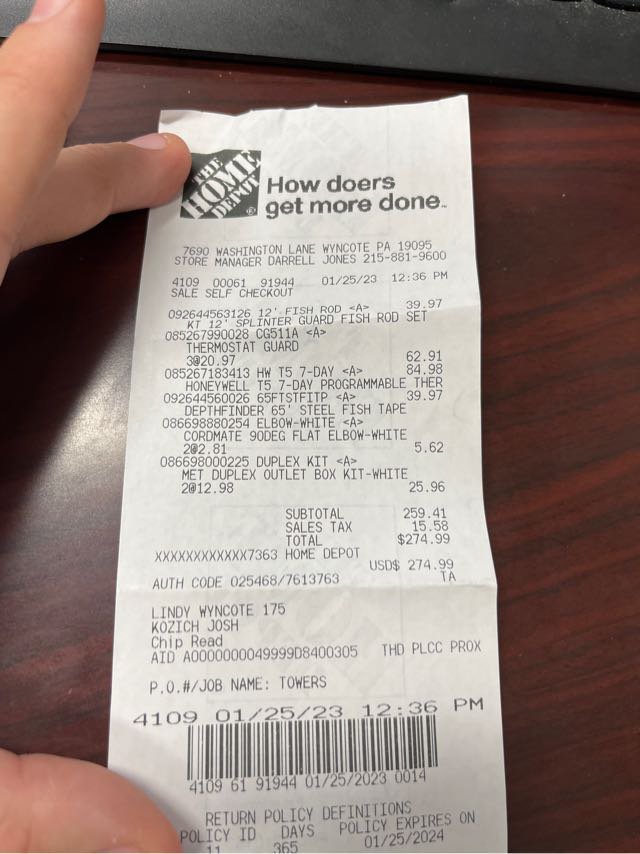 THE
HOME
DEPOT
®
How doers
get more done™
7690 WASHINGTON LANE WYNCOTE PA 19095
STORE MANAGER DARRELL JONES 215-881-9600
4109 00061 91944 01/25/23 12:36 PM
SALE SELF CHECKOUT
092644563126 12' FISH ROD <A> 39.97
KT 12' SPLINTER GUARD FISH ROD SET
085267990028 CG511A <A>
THERMOSTAT GUARD
3@20.97 62.91
085267183413 HW T5 7-DAY <A> 84.98
HONEYWELL T5 7-DAY PROGRAMMABLE THER
092644560026 65FTSTFITP <A> 39.97
DEPTHFINDER 65' STEEL FISH TAPE
086698880254 ELBOW-WHITE <A>
CORDMATE 90DEG FLAT ELBOW-WHITE
2@2.81 5.62
086698000225 DUPLEX KIT <A>
MET DUPLEX OUTLET BOX KIT-WHITE
2@12.98 25.96
SUBTOTAL 259.41
SALES TAX 15.58
TOTAL $274.99
XXXXXXXXXXXX7363 HOME DEPOT
USD$ 274.99
AUTH CODE 025468/7613763 TA
LINDY WYNCOTE 175
KOZICH JOSH
Chip Read
AID A0000000049999D8400305 THD PLCC PROX
P.O.#/JOB NAME: TOWERS
4109 01/25/23 12:36 PM
4109 61 91944 01/25/2023 0014
RETURN POLICY DEFINITIONS
POLICY ID DAYS POLICY EXPIRES ON
11 365 01/25/2024